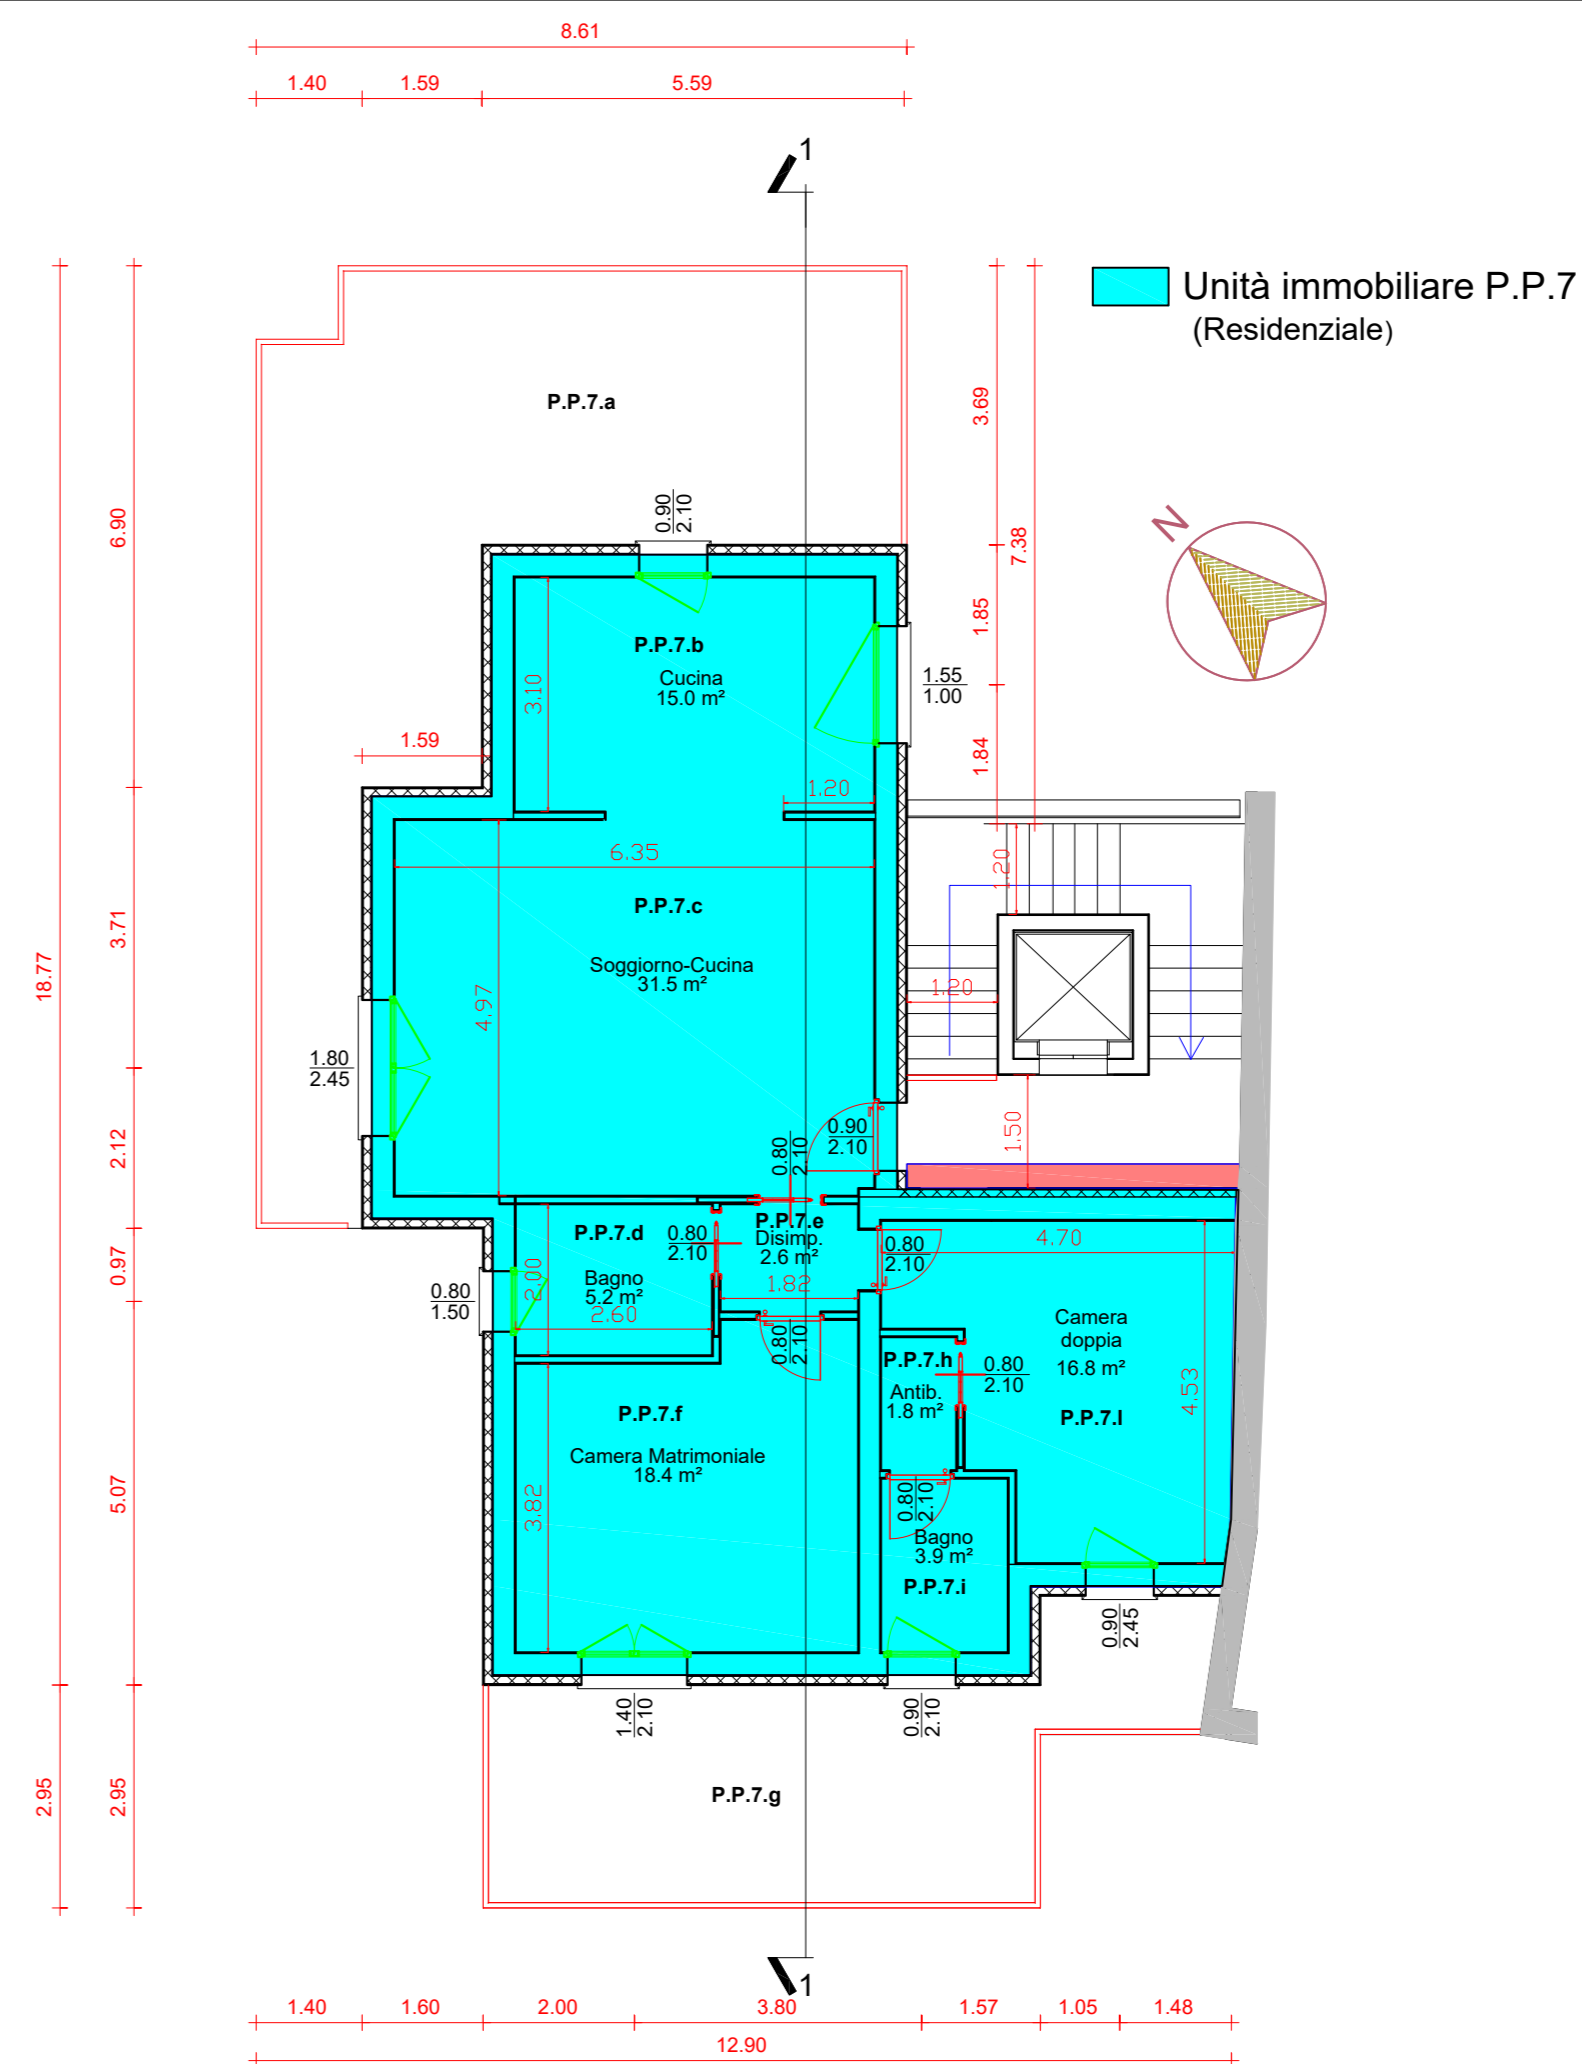 8.61
1.40
1.59
5.59
1
Unità immobiliare P.P.7
(Residenziale)
P.P.7.a
3.69
7.38
1.85
1.84
6.90
3.71
18.77
2.12
0.97
5.07
2.95
2.95
N
0.90
2.10
P.P.7.b
Cucina
15.0 m²
3.10
1.55
1.00
1.59
1.20
6.35
P.P.7.c
Soggiorno-Cucina
31.5 m²
4.97
1.20
1.20
1.50
1.80
2.45
0.90
2.10
0.80
2.10
P.P.7.d
Bagno
5.2 m²
2.00
2.60
0.80
2.10
P.P.7.e
Disimp.
2.6 m²
1.82
0.80
2.10
4.70
0.80
1.50
0.80
2.10
Camera
doppia
16.8 m²
P.P.7.l
4.53
P.P.7.h
Antib.
1.8 m²
0.80
2.10
P.P.7.f
Camera Matrimoniale
18.4 m²
3.82
0.80
2.10
Bagno
3.9 m²
P.P.7.i
0.90
2.45
1.40
2.10
0.90
2.10
P.P.7.g
1
1.40
1.60
2.00
3.80
1.57
1.05
1.48
12.90